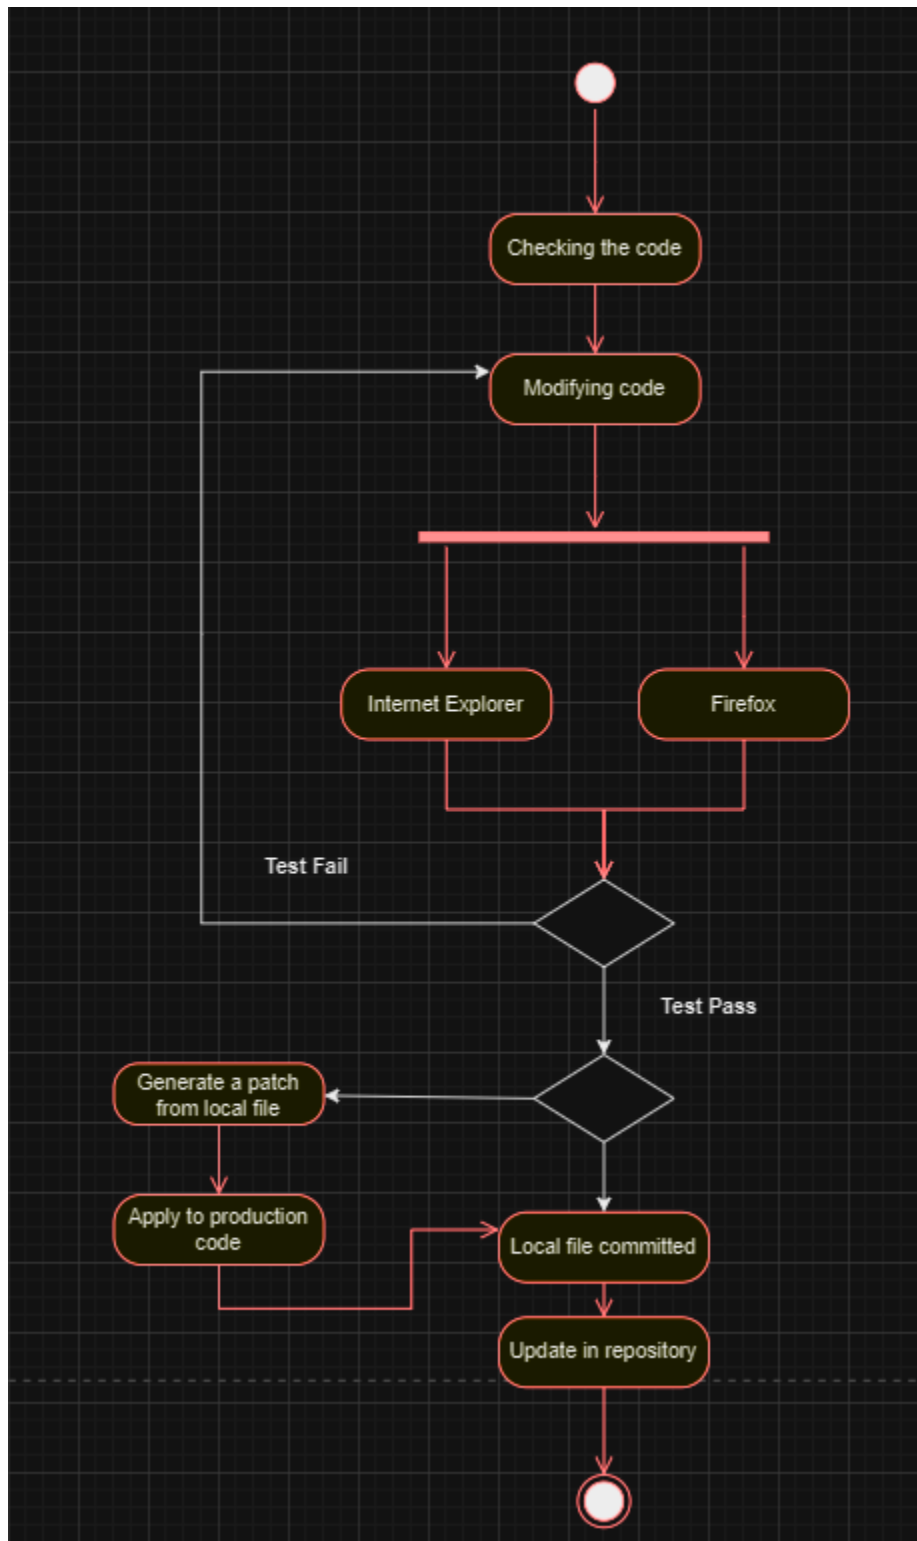 Checking the code
Modifying code
Internet Explorer
Firefox
Test Fail
Test Pass
Generate a patch
from local file
Apply to production
code
Local file committed
Update in repository